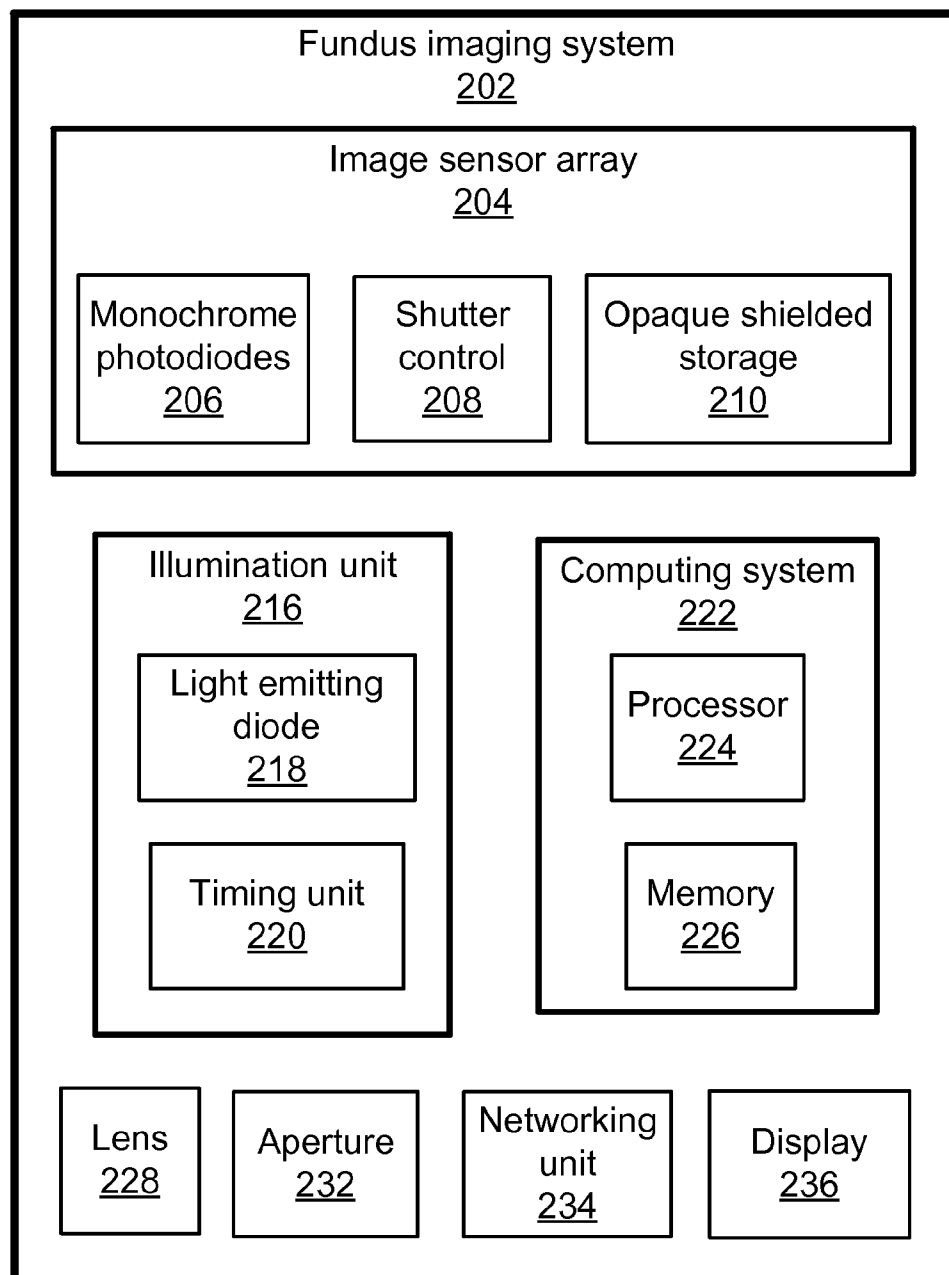 Fundus imaging system
202
Image sensor array
204
Monochrome
photodiodes
206
Shutter
control
208
Opaque shielded
storage
210
Illumination unit
216
Light emitting
diode
218
Timing unit
220
Computing system
222
Processor
224
Memory
226
Lens
228
Aperture
232
Networking
unit
234
Display
236